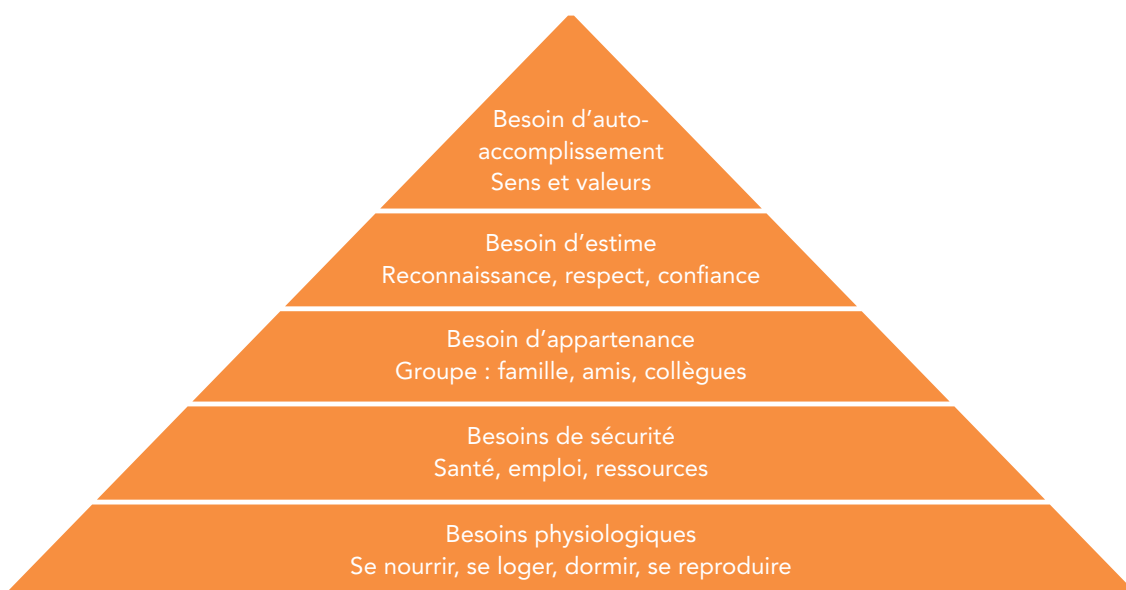 Besoin d’auto-
accomplissement
Sens et valeurs
Besoin d’estime
Reconnaissance, respect, confiance
Besoin d’appartenance
Groupe : famille, amis, collègues
Besoins de sécurité
Santé, emploi, ressources
Besoins physiologiques
Se nourrir, se loger, dormir, se reproduire